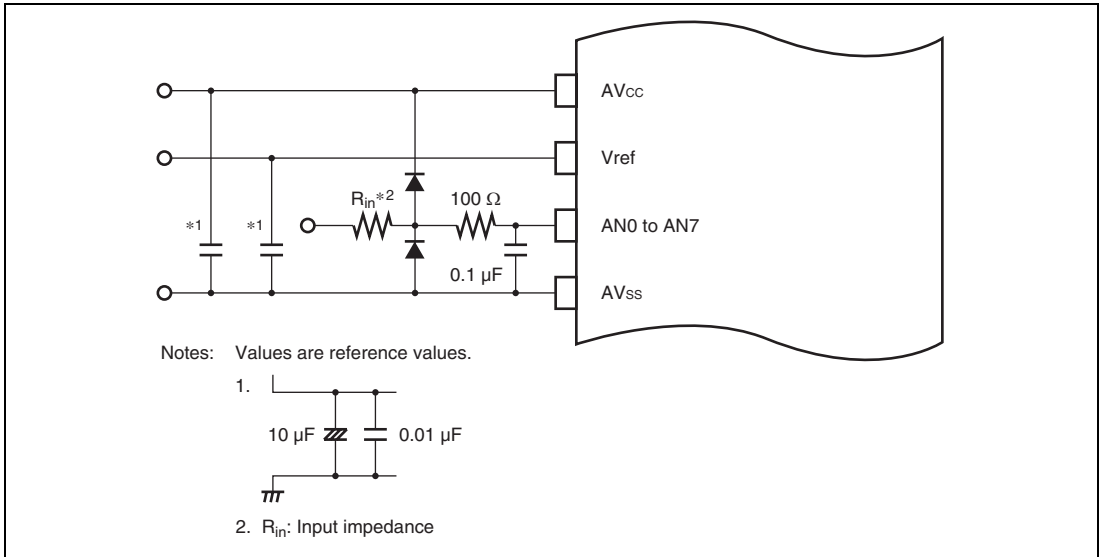 AVcc
Vref
Rin*2
100 Ω
*1
*1
AN0 to AN7
0.1 µF
AVss
Notes: Values are reference values.
1.
10 µF
0.01 µF
2. Rin: Input impedance